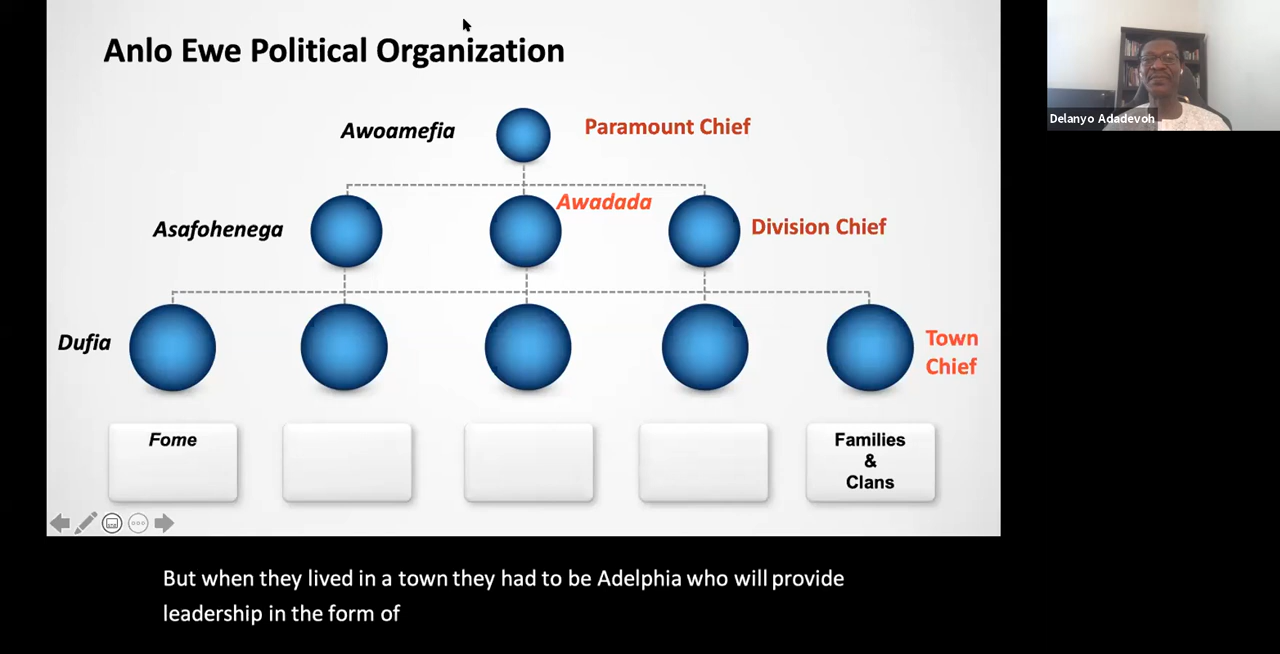 Anlo Ewe Political Organization
Awoamefia
Paramount Chief
Awadada
Asafohenega
Division Chief
Dufia
Town
Chief
Fome
Families
&
Clans
Delanyo Adadevoh
But when they lived in a town they had to be Adelphia who will provide
leadership in the form of